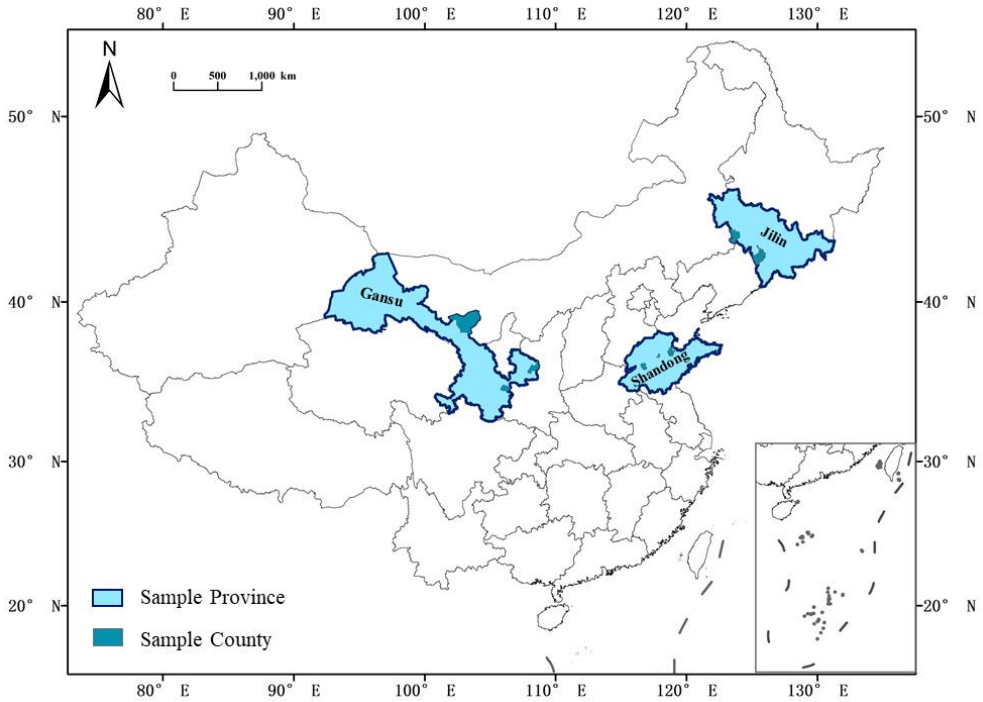 80° E 90° E 100° E 110° E 120° E 130° E
N
0 500 1,000 km
50° N 50° N
Jilin
40° N 40° N
Gansu
Shandong
30° N 30° N
Sample Province
20° N 20° N
Sample County
80° E 90° E 100° E 110° E 120° E 130° E